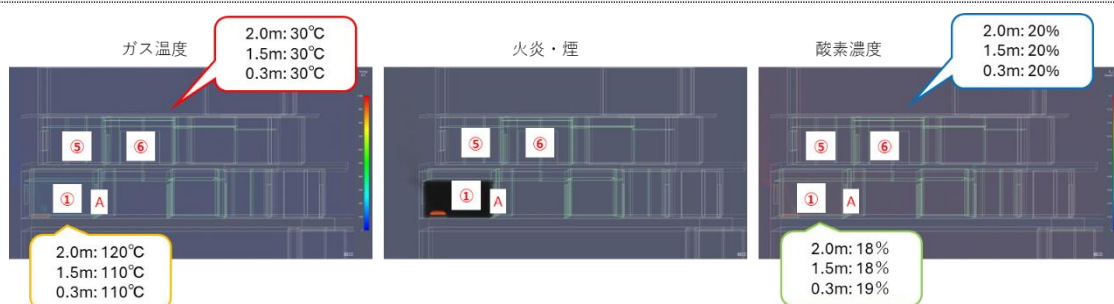 ガス温度
2.0m: 30℃
1.5m: 30℃
0.3m: 30℃
⑤
⑥
①
A
2.0m: 120℃
1.5m: 110℃
0.3m: 110℃
火炎・煙
⑤
⑥
①
A
酸素濃度
2.0m: 20%
1.5m: 20%
0.3m: 20%
⑤
⑥
①
A
2.0m: 18%
1.5m: 18%
0.3m: 19%